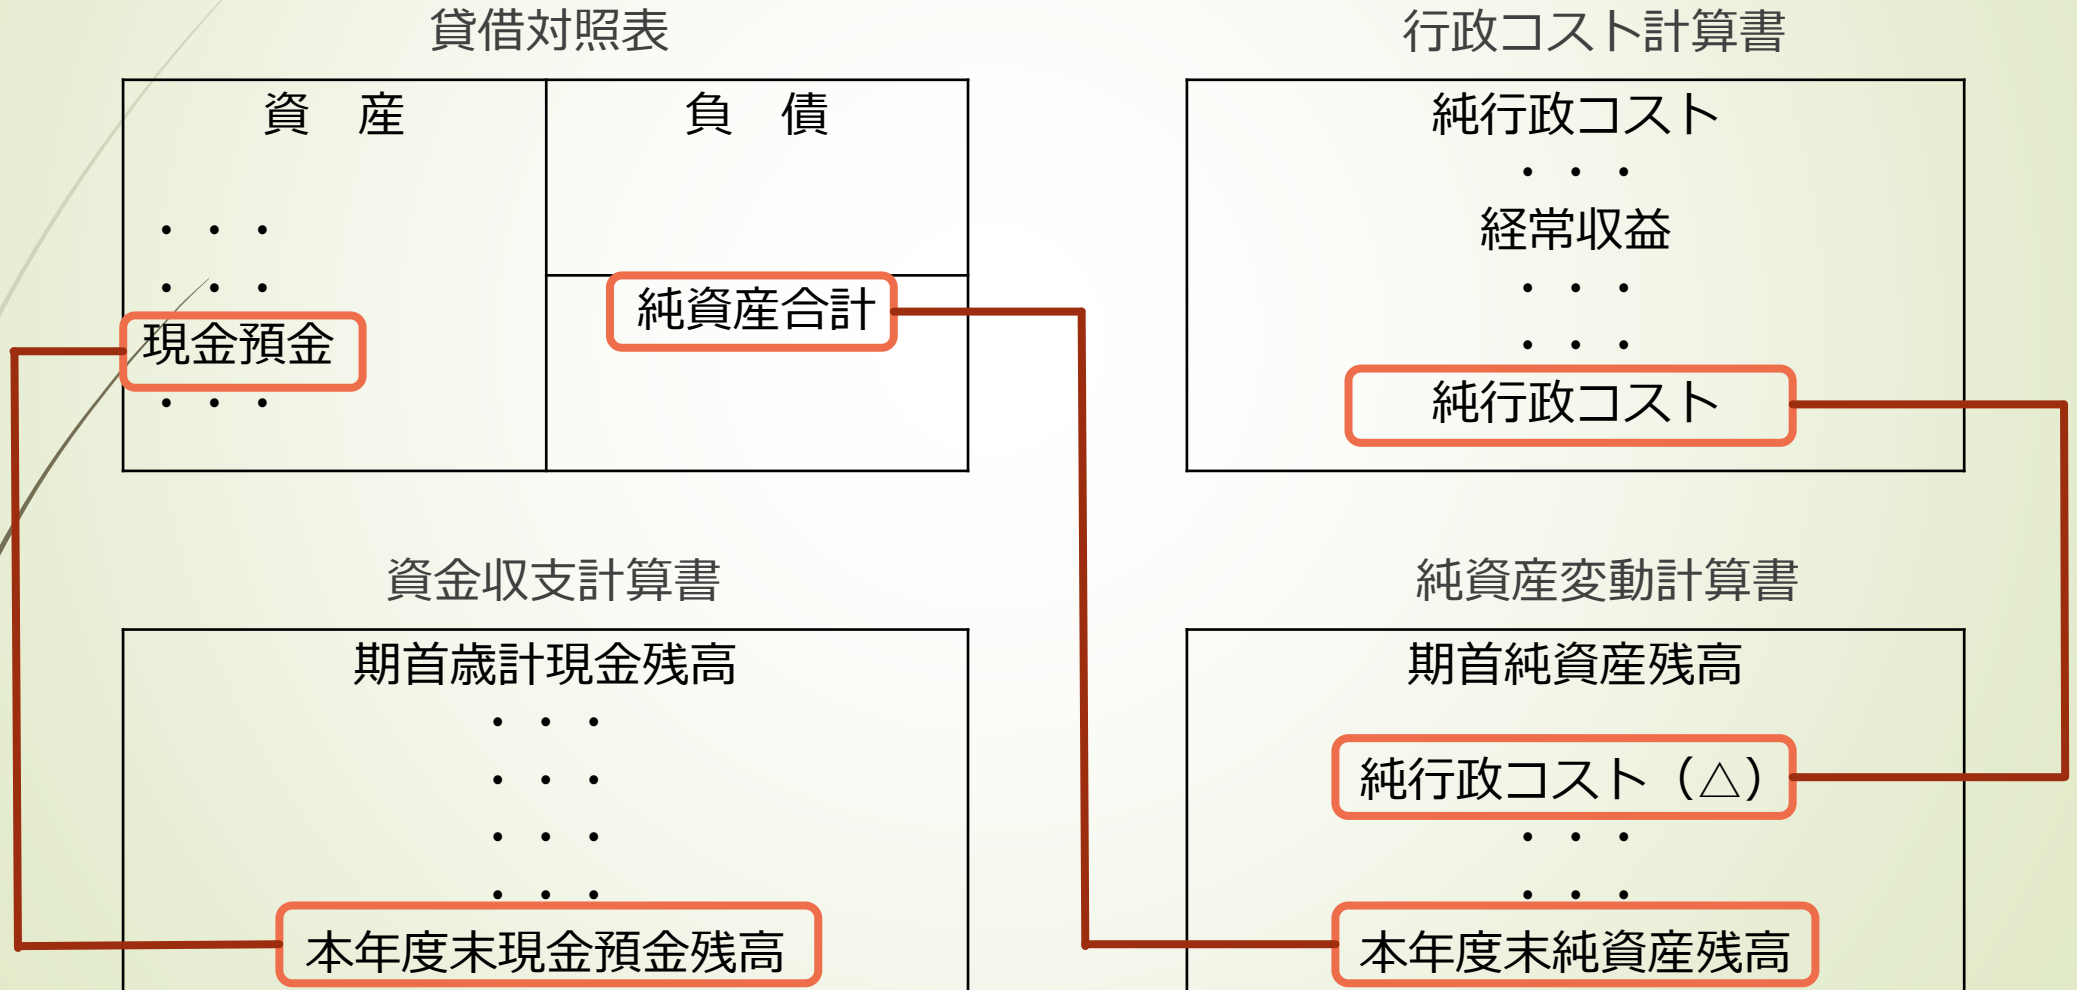 貸借対照表
資　産
・・・
・・・
現金預金
・・・
負　債
純資産合計
行政コスト計算書
純行政コスト
・・・
経常収益
・・・
・・・
純行政コスト
資金収支計算書
期首歳計現金残高
・・・
・・・
・・・
・・・
本年度末現金預金残高
純資産変動計算書
期首純資産残高
純行政コスト（△）
・・・
・・・
本年度末純資産残高